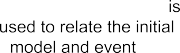 is
used to relate the initial
model and event